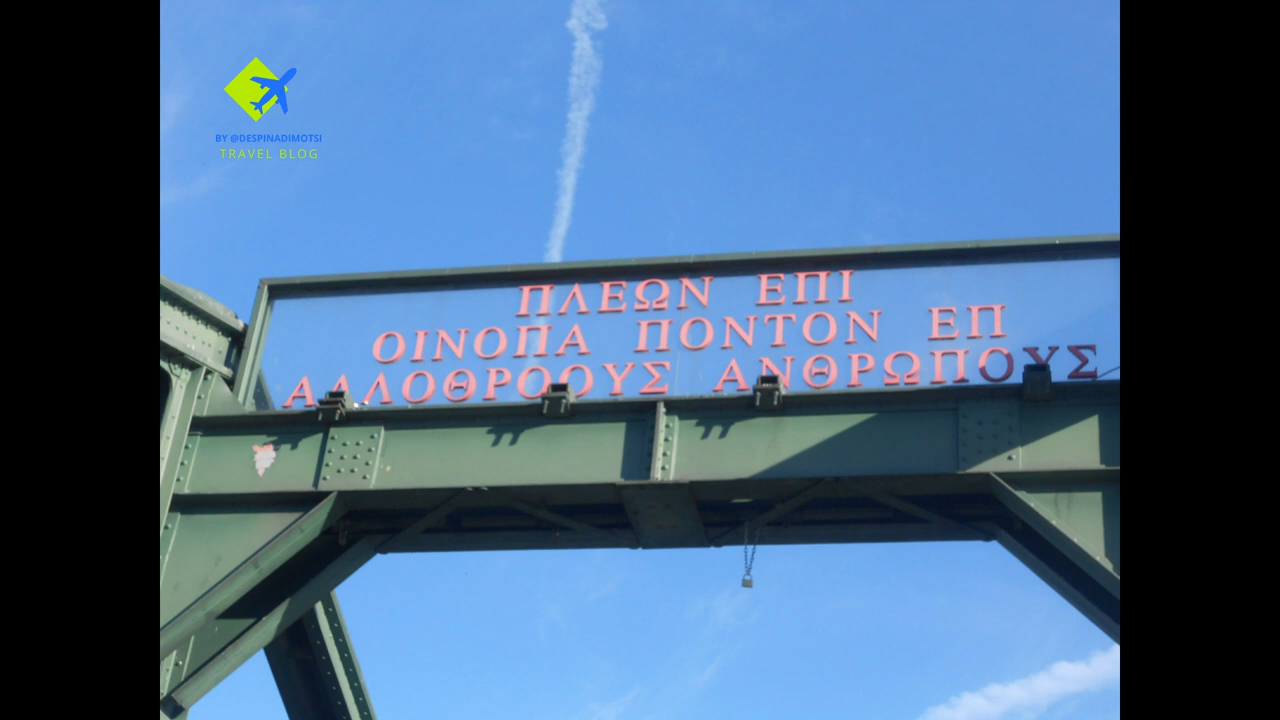 BY @DESPINADIMOTSI
TRAVEL BLOG
ΠΛΕΩΝ ΕΠΙ
ΟΙΝΟΠΑ ΠΟΝΤΟΝ ΕΠ
ΑΛΛΟΘΡΟΟΥΣ ΑΝΘΡΩΠΟΥΣ